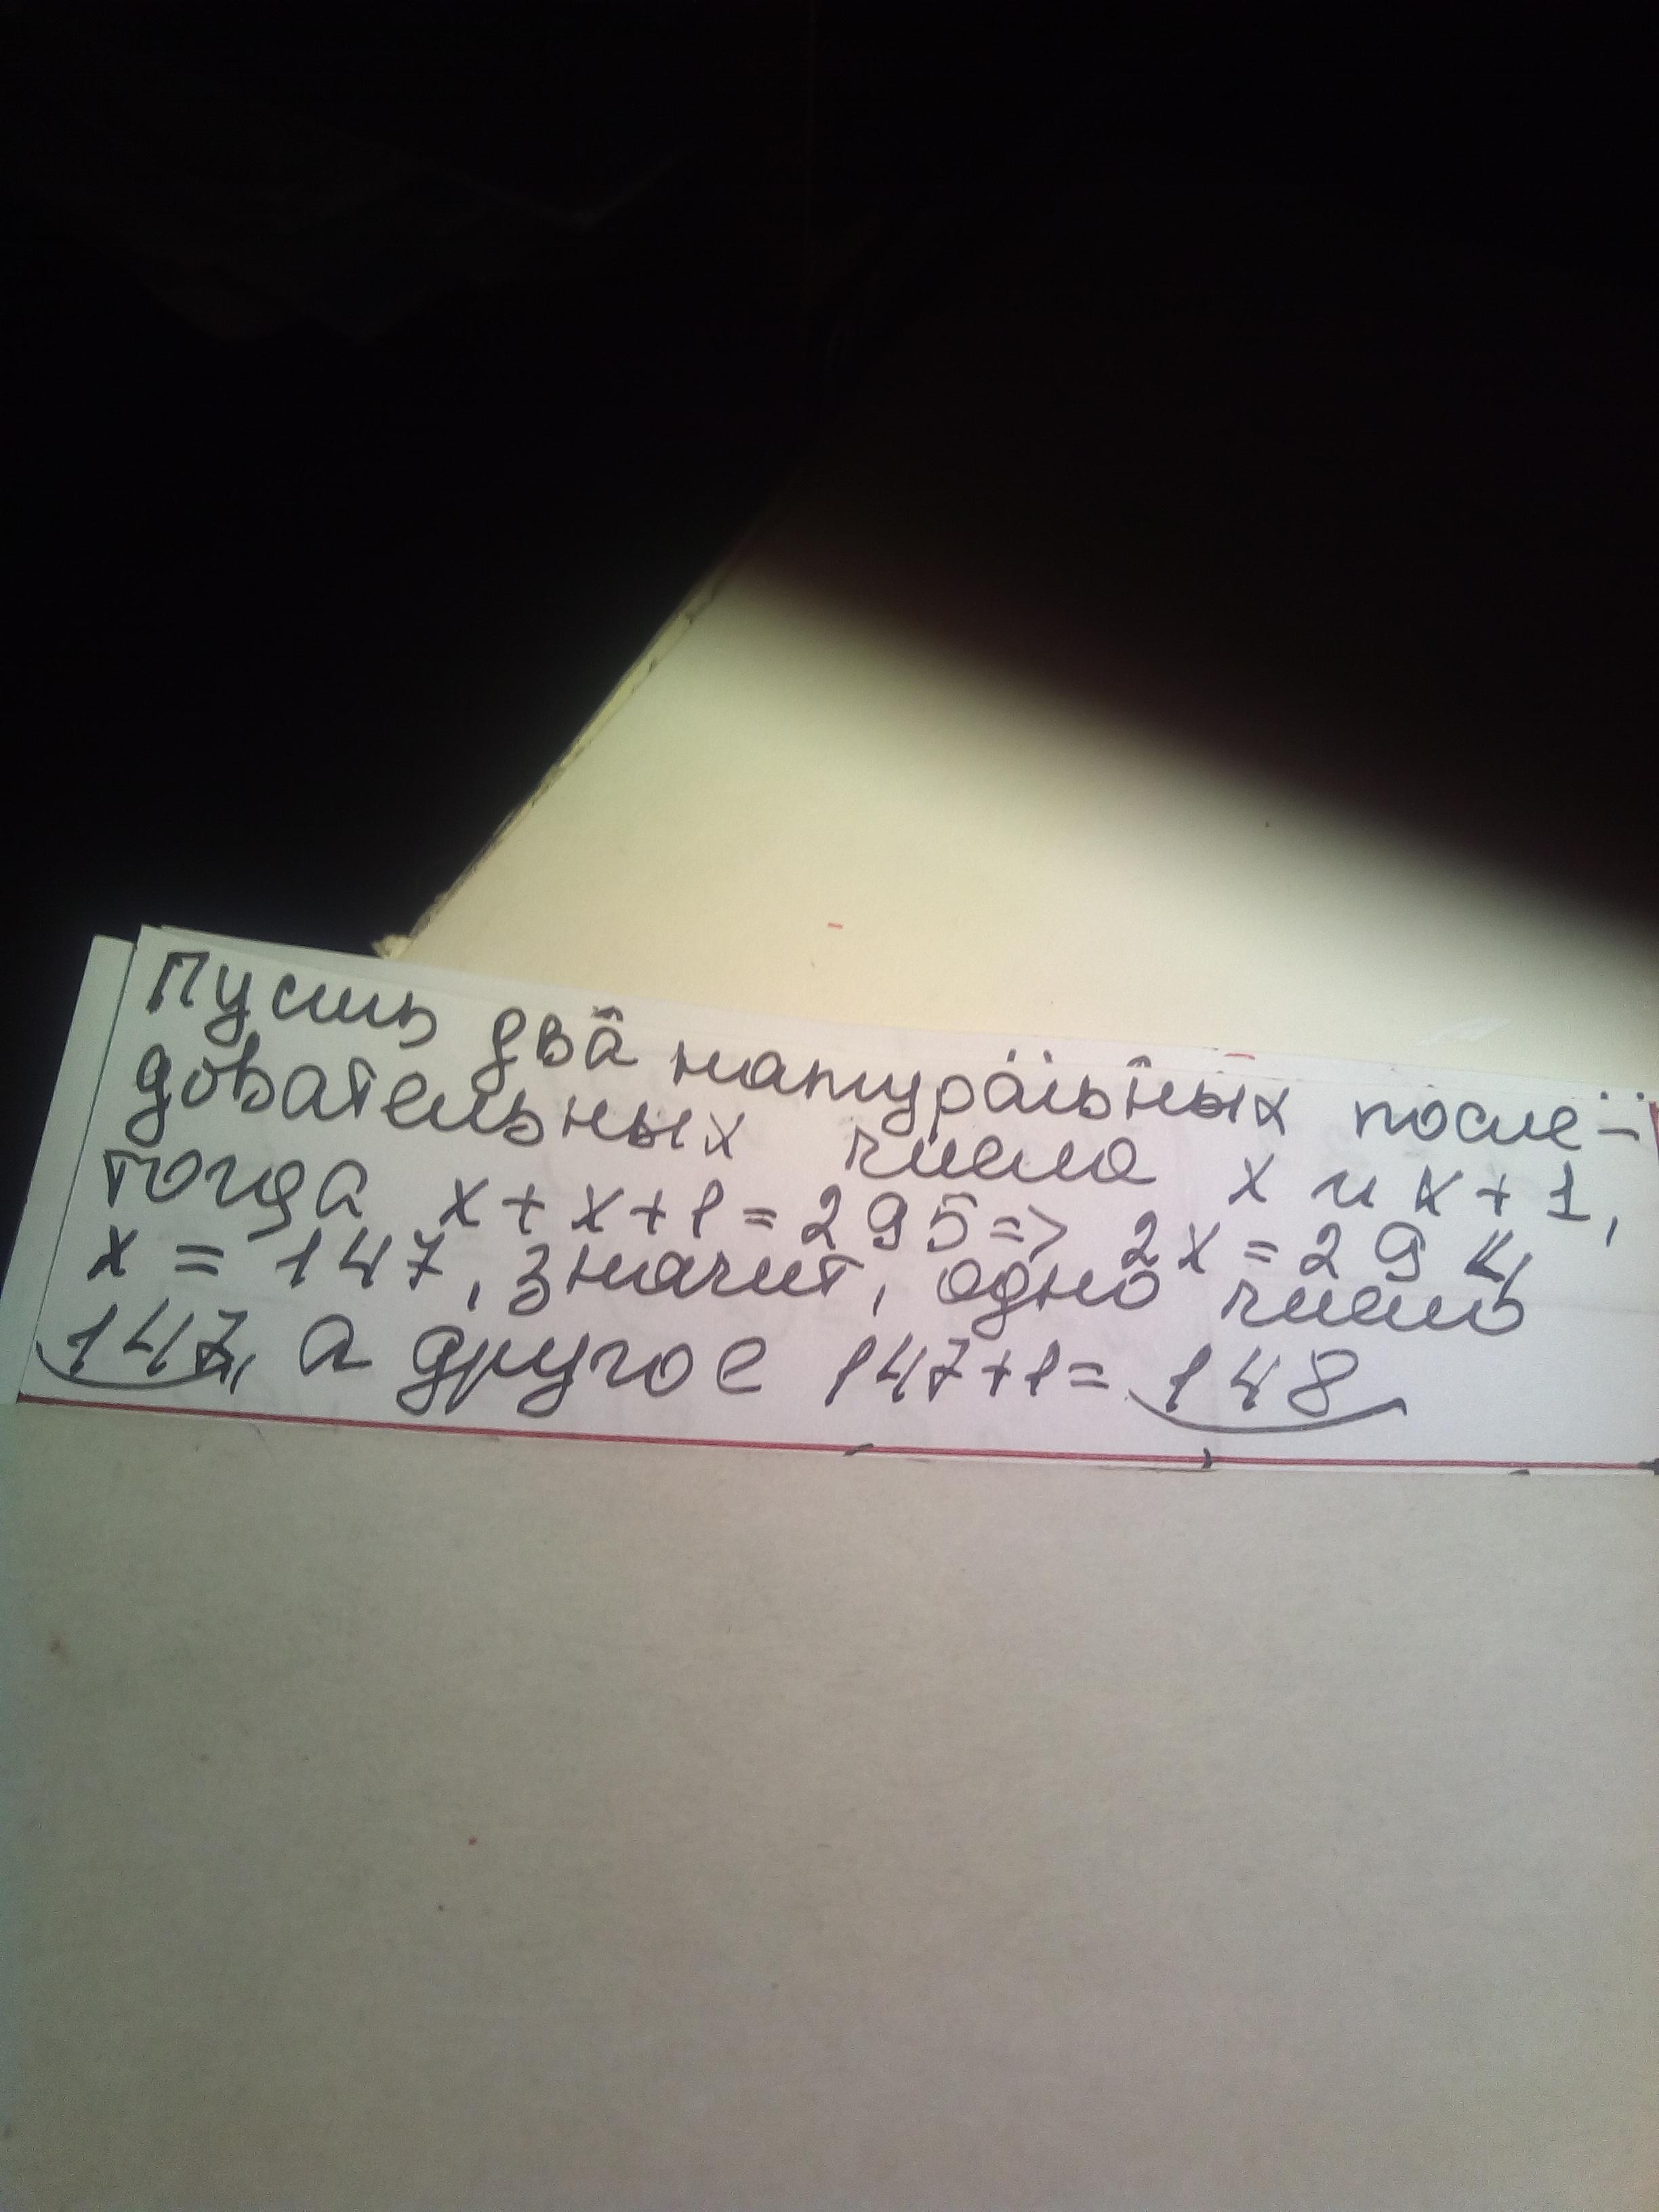 Пусть два натуральных после-
довательных числа x и x + 1,
тогда x + x + 1 = 295 => 2x = 294,
x = 147, значит, одно число
147, а другое 147+1= 148